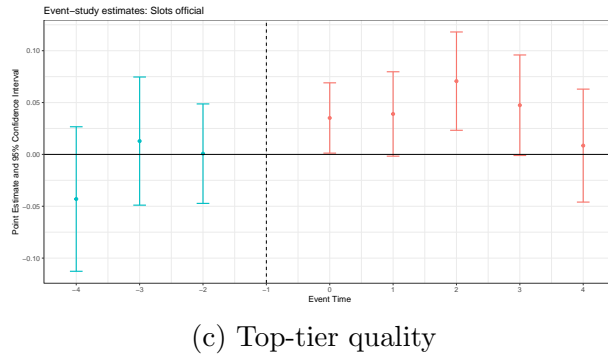 Event−study estimates: Slots official
Point Estimate and 95% Confidence Interval
0.10
0.05
0.00
−0.05
−0.10
−4 −3 −2 −1 0 1 2 3 4
Event Time
(c) Top-tier quality